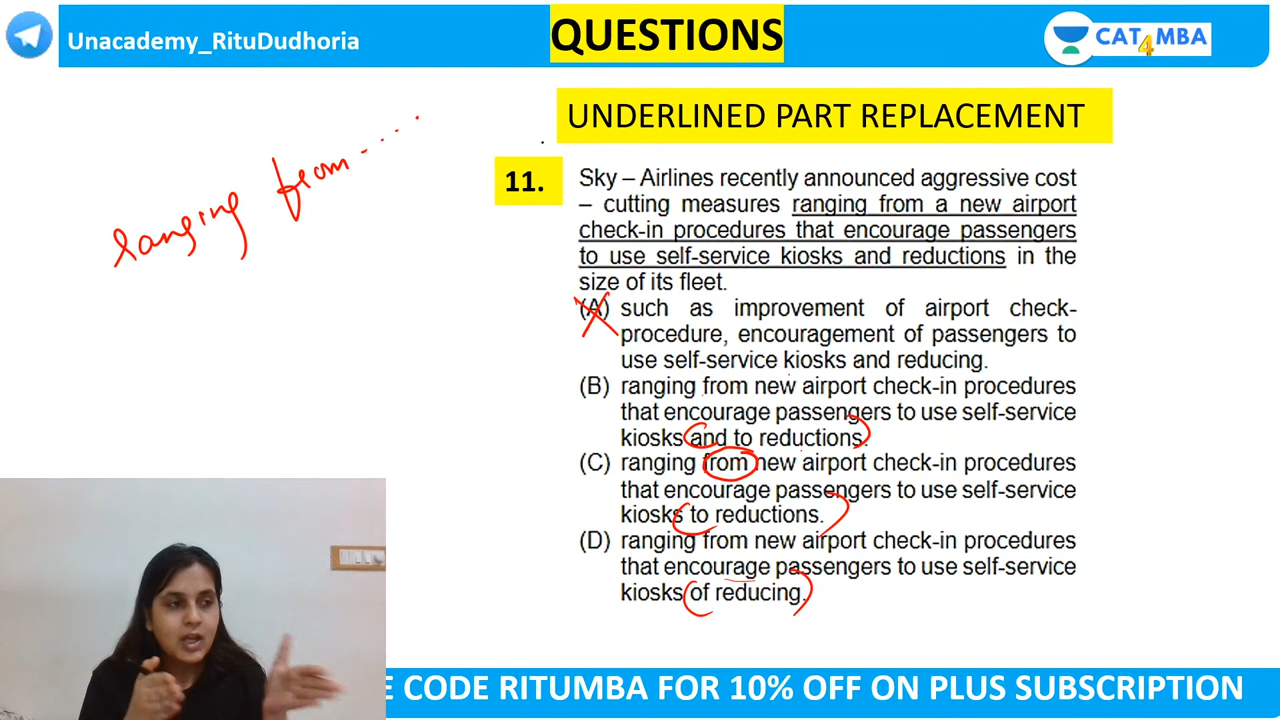 Unacademy_RituDudhoria
QUESTIONS
CAT4MBA
UNDERLINED PART REPLACEMENT
ranging from.....
11.
Sky – Airlines recently announced aggressive cost
– cutting measures ranging from a new airport
check-in procedures that encourage passengers
to use self-service kiosks and reductions in the
size of its fleet.
(A) such as improvement of airport check-
procedure, encouragement of passengers to
use self-service kiosks and reducing.
(B) ranging from new airport check-in procedures
that encourage passengers to use self-service
kiosks and to reductions.
(C) ranging from new airport check-in procedures
that encourage passengers to use self-service
kiosks to reductions.
(D) ranging from new airport check-in procedures
that encourage passengers to use self-service
kiosks of reducing.
E CODE RITUMBA FOR 10% OFF ON PLUS SUBSCRIPTION